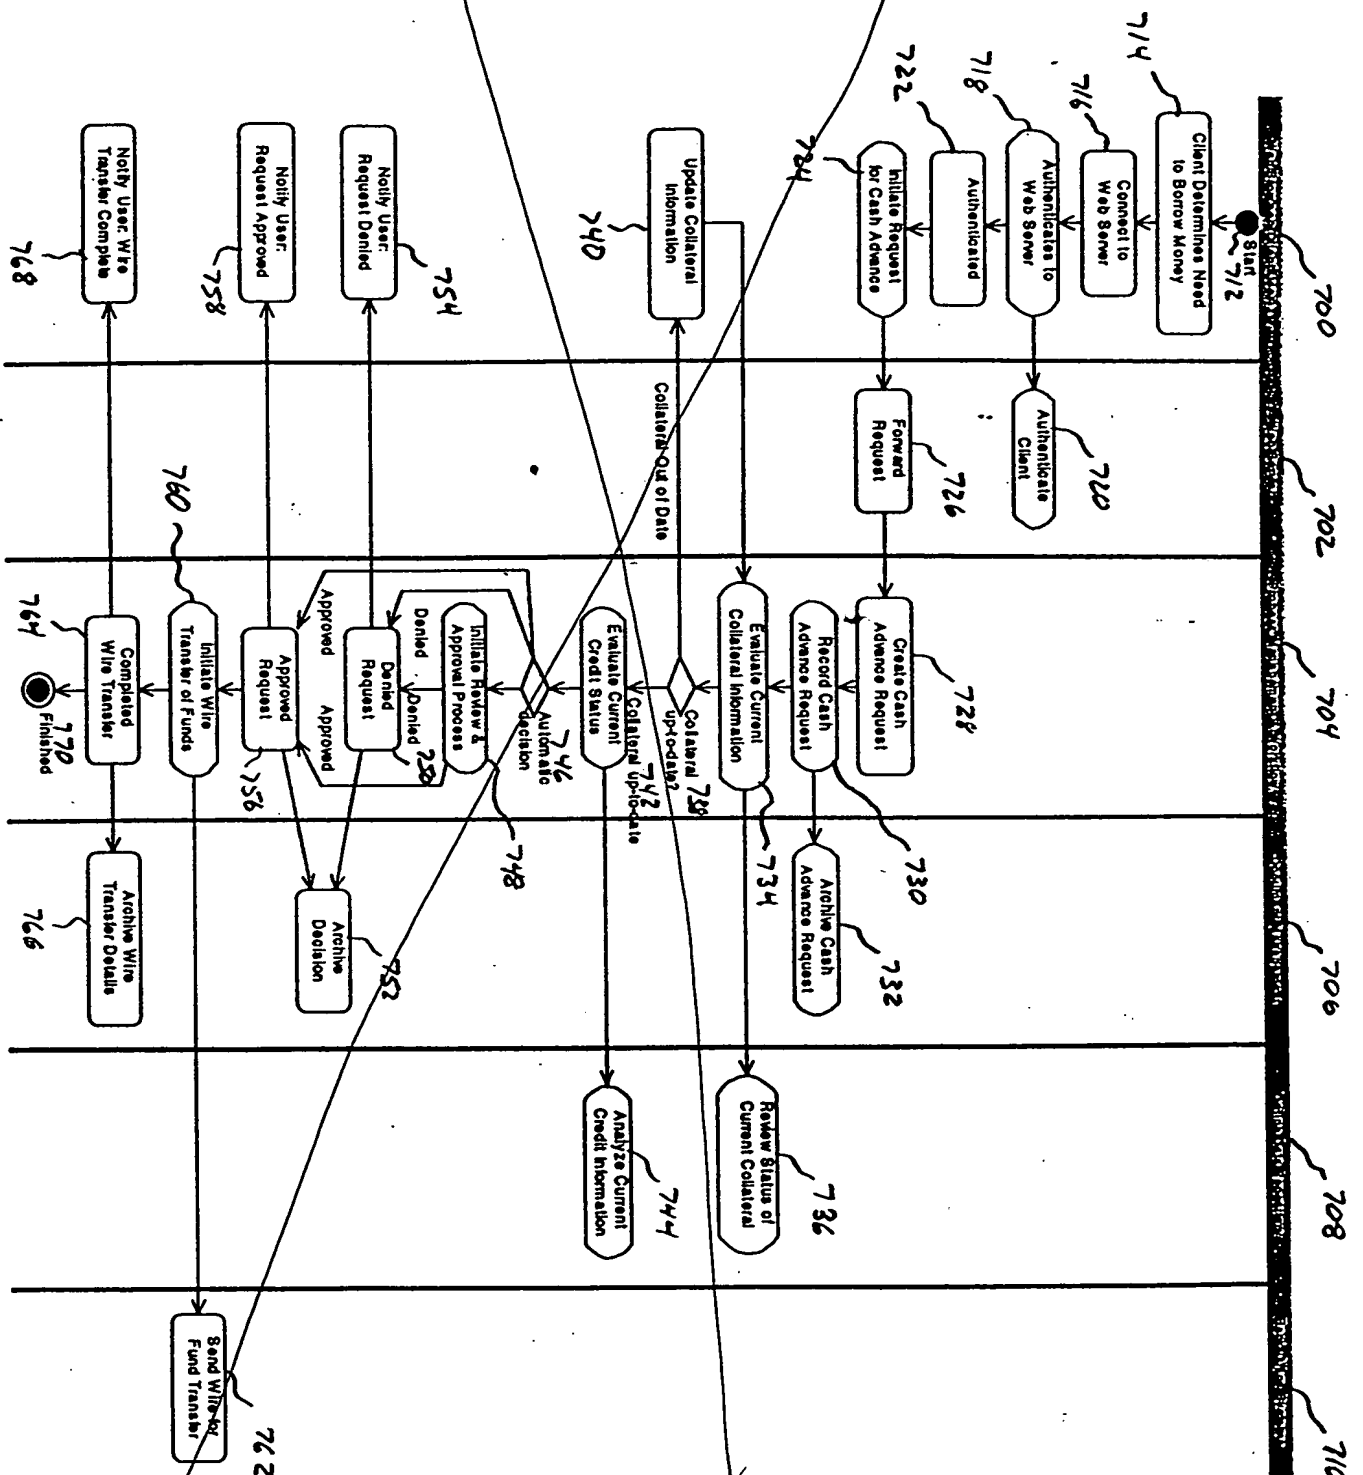 700
702
704
706
708
710
Start
712
714
Client Determines Need
to Borrow Money
716
Connect to
Web Server
718
Authenticates to
Web Server
720
Authenticate
Client
722
Authenticated
724
Initiate Request
for Cash Advance
726
Forward
Request
728
Create Cash
Advance Request
730
Record Cash
Advance Request
732
Archive Cash
Advance Request
734
Evaluate Current
Collateral Information
736
Review Status of
Current Collateral
738
Collateral
up-to-date?
Collateral Out of Date
740
Update Collateral
Information
Collateral up-to-date
742
Evaluate Current
Credit Status
744
Analyze Current
Credit Information
746
Automatic
decision
748
Initiate Review &
Approval Process
Denied
Denied
750
Denied
Request
752
Archive
Decision
754
Notify User:
Request Denied
Approved
Approved
756
Approved
Request
758
Notify User:
Request Approved
760
Initiate Wire
Transfer of Funds
762
Send Wire for
Fund Transfer
764
Completed
Wire Transfer
766
Archive Wire
Transfer Details
768
Notify User: Wire
Transfer Complete
770
Finished